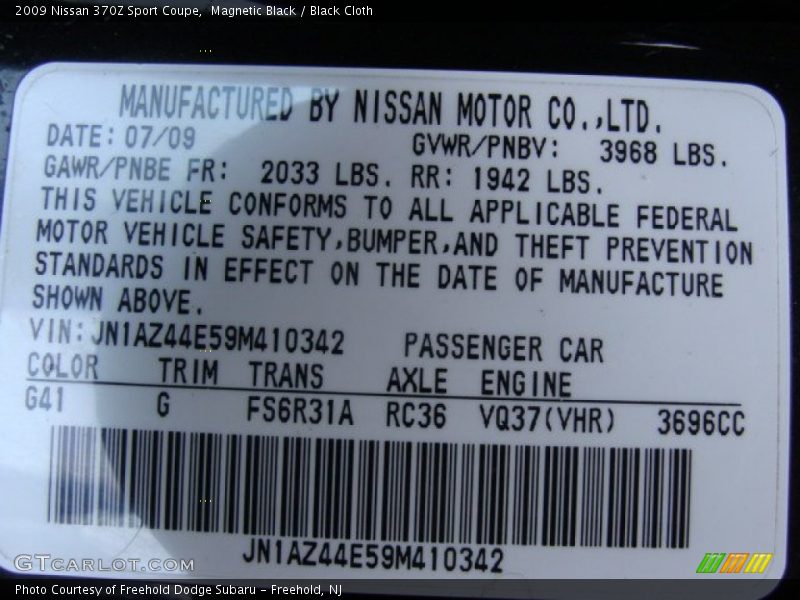 2009 Nissan 370Z Sport Coupe,  Magnetic Black / Black Cloth
MANUFACTURED BY NISSAN MOTOR CO.,LTD.
DATE: 07/09 GVWR/PNBV: 3968 LBS.
GAWR/PNBE FR: 2033 LBS. RR: 1942 LBS.
THIS VEHICLE CONFORMS TO ALL APPLICABLE FEDERAL
MOTOR VEHICLE SAFETY,BUMPER,AND THEFT PREVENTION
STANDARDS IN EFFECT ON THE DATE OF MANUFACTURE
SHOWN ABOVE.
VIN: JN1AZ44E59M410342 PASSENGER CAR
COLOR TRIM TRANS AXLE ENGINE
G41 G FS6R31A RC36 VQ37(VHR) 3696CC
JN1AZ44E59M410342
GTCARLOT.COM
Photo Courtesy of Freehold Dodge Subaru - Freehold, NJ